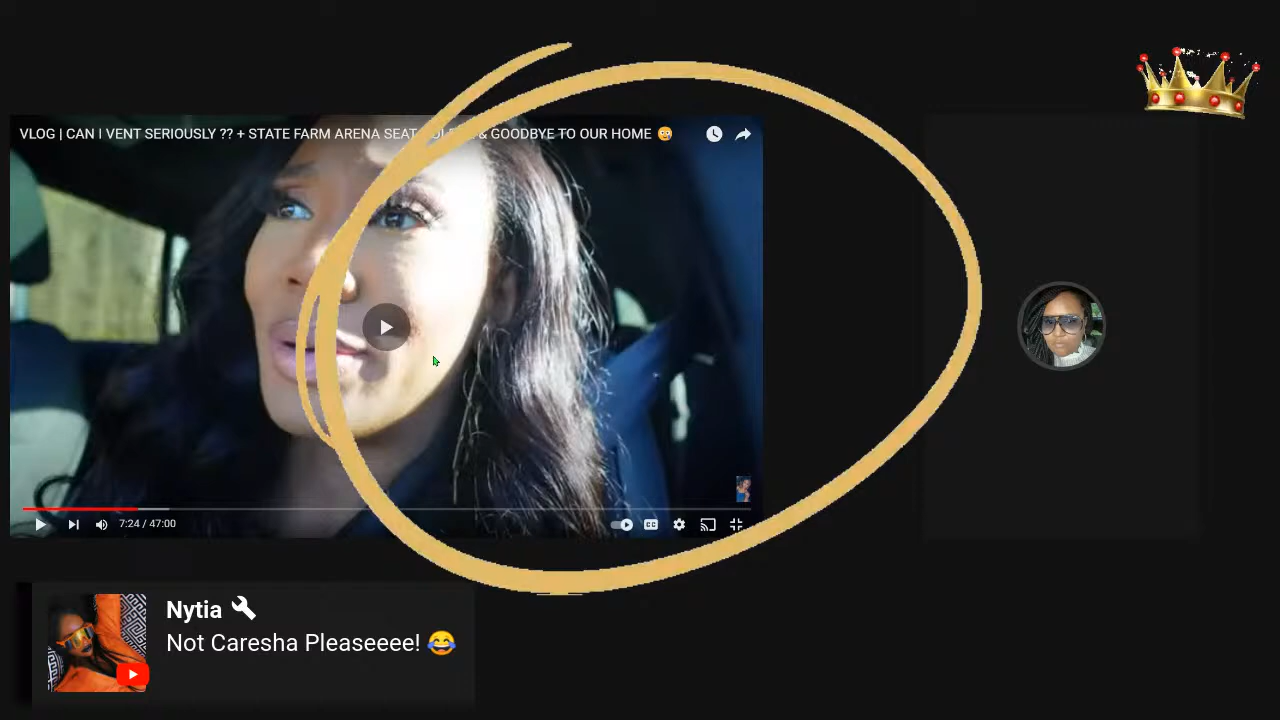 VLOG | CAN I VENT SERIOUSLY ?? + STATE FARM ARENA SEAT & GOODBYE TO OUR HOME 😳
7:24 / 47:00
CC
Nytia
Not Caresha Pleaseeee! 😂